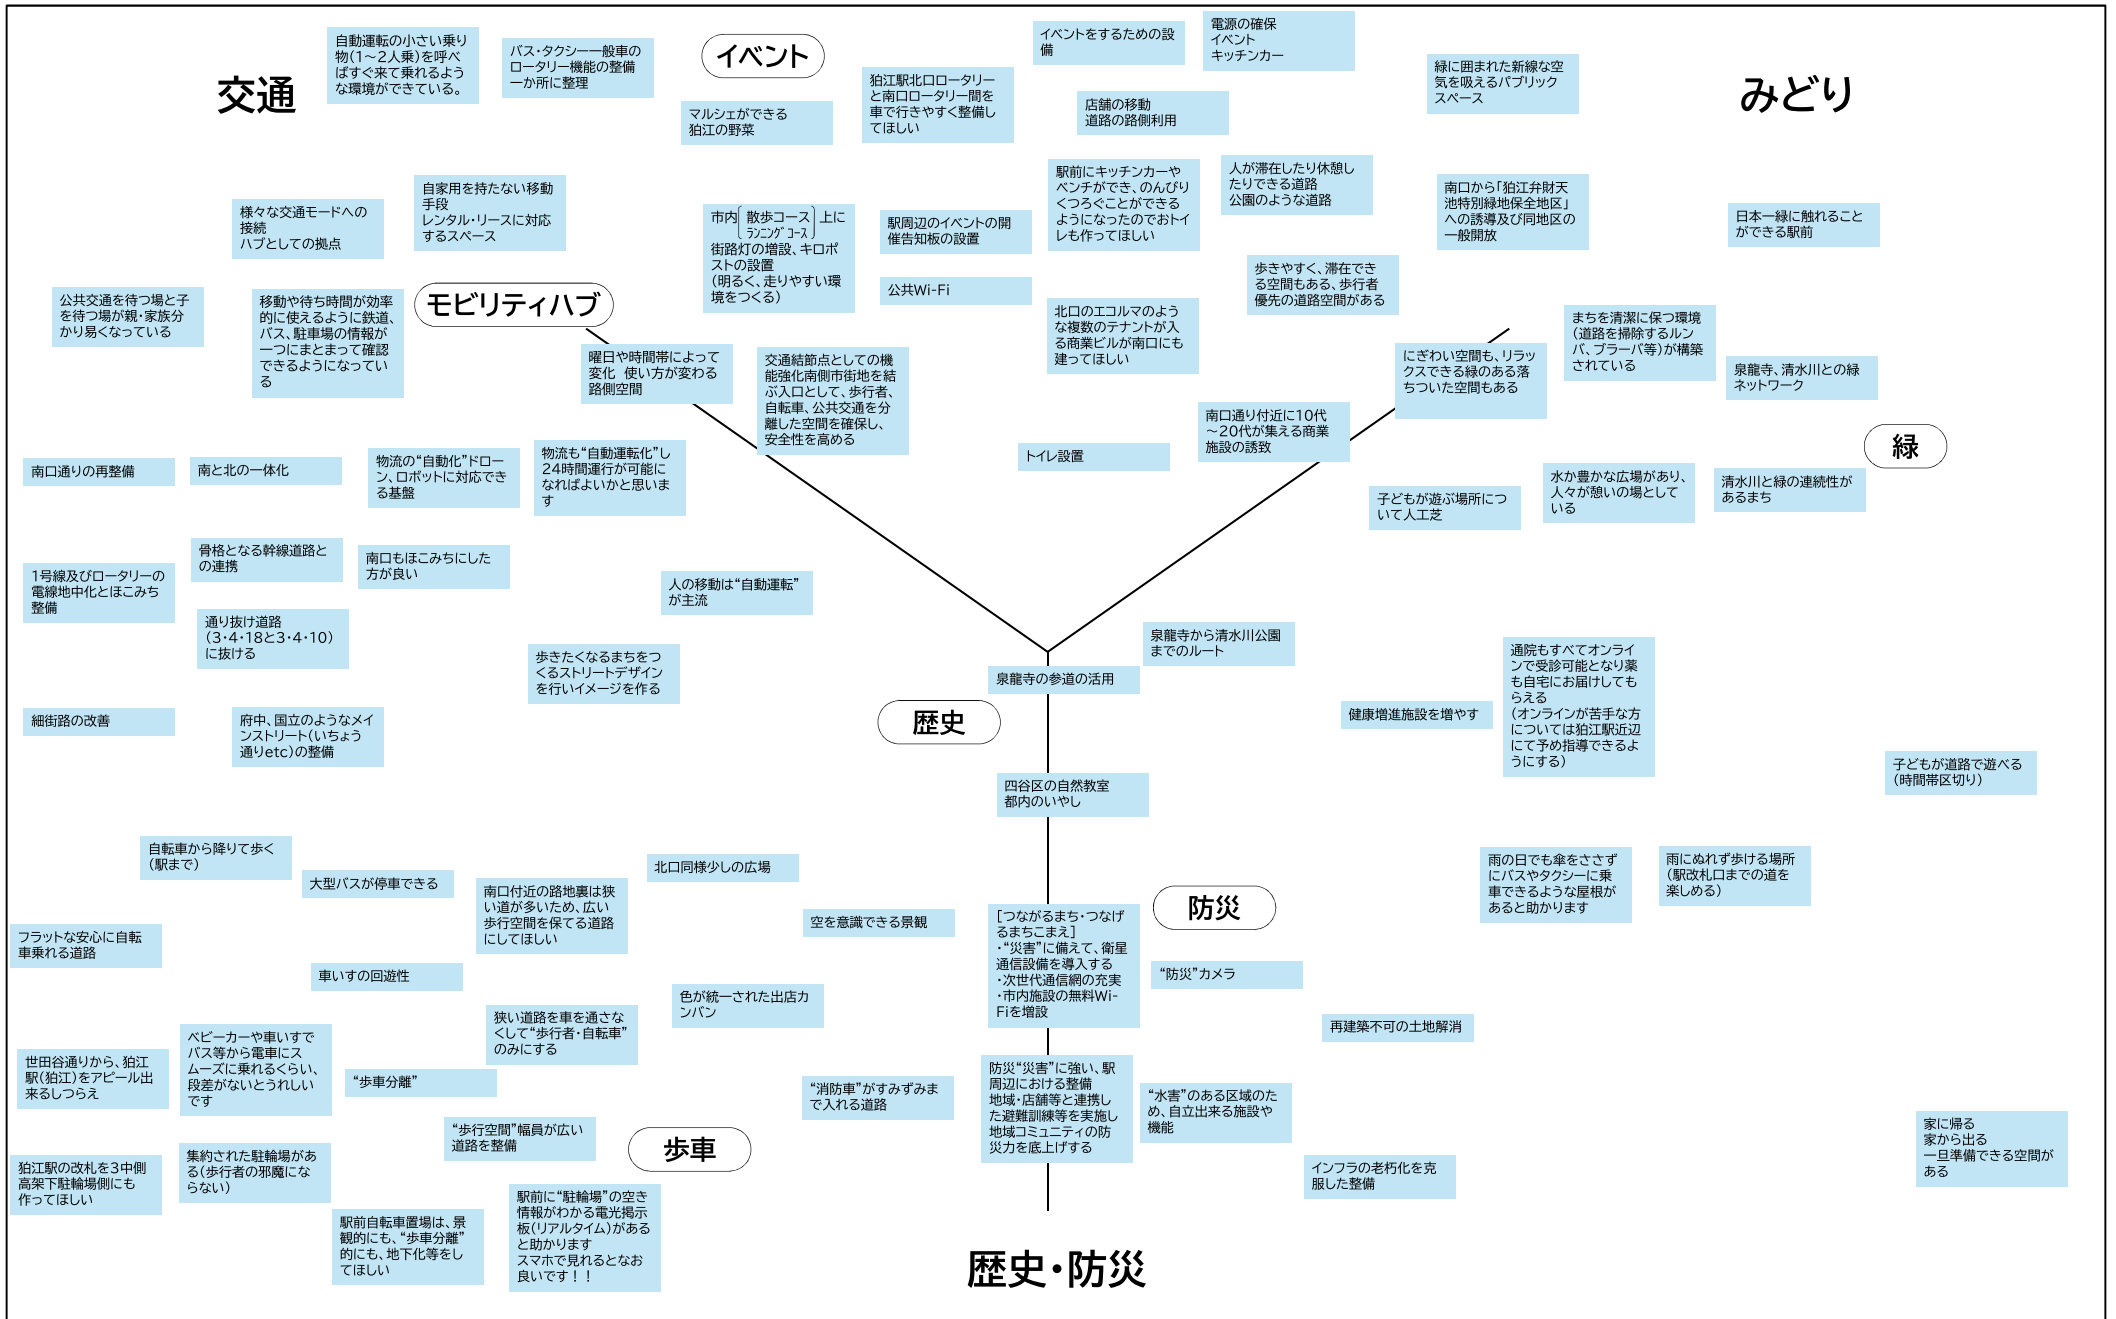 交通
イベント
みどり
自動運転の小さい乗り
物（1～2人乗）を呼べ
ばすぐ来て乗れるよう
な環境ができている。
バス・タクシー一般車の
ロータリー機能の整備
一か所に整理
マルシェができる
狛江の野菜
狛江駅北口ロータリー
と南口ロータリー間を
車で行きやすく整備し
てほしい
イベントをするための設
備
電源の確保
イベント
キッチンカー
店舗の移動
道路の路側利用
緑に囲まれた新線な空
気を吸えるパブリック
スペース
様々な交通モードへの
接続
ハブとしての拠点
自家用を持たない移動
手段
レンタル・リースに対応
するスペース
市内[散歩コース ﾗﾝﾆﾝｸﾞｺｰｽ]上に
街路灯の増設、キロポ
ストの設置
（明るく、走りやすい環
境をつくる）
駅周辺のイベントの開
催告知板の設置
公共Wi-Fi
駅前にキッチンカーや
ベンチができ、のんびり
くつろぐことができる
ようになったのでおトイ
レも作ってほしい
人が滞在したり休憩し
たりできる道路
公園のような道路
南口から「狛江弁財天
池特別緑地保全地区」
への誘導及び同地区の
一般開放
日本一緑に触れること
ができる駅前
歩きやすく、滞在でき
る空間もある、歩行者
優先の道路空間がある
公共交通を待つ場と子
を待つ場が親・家族分
かり易くなっている
移動や待ち時間が効率
的に使えるように鉄道、
バス、駐車場の情報が
一つにまとまって確認
できるようになってい
る
モビリティハブ
曜日や時間帯によって
変化　使い方が変わる
路側空間
交通結節点としての機
能強化南側市街地を結
ぶ入口として、歩行者、
自転車、公共交通を分
離した空間を確保し、
安全性を高める
北口のエコルマのよう
な複数のテナントが入
る商業ビルが南口にも
建ってほしい
にぎわい空間も、リラッ
クスできる緑のある落
ちついた空間もある
まちを清潔に保つ環境
（道路を掃除するルン
バ、ブラーバ等）が構築
されている
泉龍寺、清水川との緑
ネットワーク
緑
南口通り付近に10代
～20代が集える商業
施設の誘致
トイレ設置
南口通りの再整備
南と北の一体化
物流の“自動化”ドロー
ン、ロボットに対応でき
る基盤
物流も“自動運転化”し
24時間運行が可能に
なればよいかと思いま
す
子どもが遊ぶ場所につ
いて人工芝
水か豊かな広場があり、
人々が憩いの場として
いる
清水川と緑の連続性が
あるまち
1号線及びロータリーの
電線地中化とほこみち
整備
骨格となる幹線道路と
の連携
南口もほこみちにした
方が良い
人の移動は“自動運転”
が主流
通り抜け道路
（3・4・18と3・4・10）
に抜ける
歩きたくなるまちをつ
くるストリートデザイン
を行いイメージを作る
泉龍寺から清水川公園
までのルート
泉龍寺の参道の活用
歴史
細街路の改善
府中、国立のようなメイ
ンストリート（いちょう
通りetc）の整備
健康増進施設を増やす
通院もすべてオンライ
ンで受診可能となり薬
も自宅にお届けしても
らえる
（オンラインが苦手な方
については狛江駅近辺
にて予め指導できるよ
うにする）
子どもが道路で遊べる
（時間帯区切り）
四谷区の自然教室
都内のいやし
自転車から降りて歩く
（駅まで）
大型バスが停車できる
南口付近の路地裏は狭
い道が多いため、広い
歩行空間を保てる道路
にしてほしい
北口同様少しの広場
空を意識できる景観
[つながるまち・つなげ
るまちこまえ]
・“災害”に備えて、衛星
通信設備を導入する
・次世代通信網の充実
・市内施設の無料Wi-
Fiを増設
防災
“防災”カメラ
雨の日でも傘をささず
にバスやタクシーに乗
車できるような屋根が
あると助かります
雨にぬれず歩ける場所
（駅改札口までの道を
楽しめる）
フラットな安心に自転
車乗れる道路
車いすの回遊性
色が統一された出店カ
ンバン
狭い道路を車を通さな
くして“歩行者・自転車”
のみにする
再建築不可の土地解消
世田谷通りから、狛江
駅（狛江）をアピール出
来るしつらえ
ベビーカーや車いすで
バス等から電車にス
ムーズに乗れるくらい、
段差がないとうれしい
です
“歩車分離”
“消防車”がすみずみま
で入れる道路
防災“災害”に強い、駅
周辺における整備
地域・店舗等と連携し
た避難訓練等を実施し
地域コミュニティの防
災力を底上げする
“水害”のある区域のた
め、自立出来る施設や
機能
“歩行空間”幅員が広い
道路を整備
歩車
家に帰る
家から出る
一旦準備できる空間が
ある
狛江駅の改札を3中側
高架下駐輪場側にも
作ってほしい
集約された駐輪場があ
る（歩行者の邪魔にな
らない）
駅前自転車置場は、景
観的にも、“歩車分離”
的にも、地下化等をし
てほしい
駅前に“駐輪場”の空き
情報がわかる電光掲示
板（リアルタイム）がある
と助かります
スマホで見れるとなお
良いです！！
インフラの老朽化を克
服した整備
歴史・防災